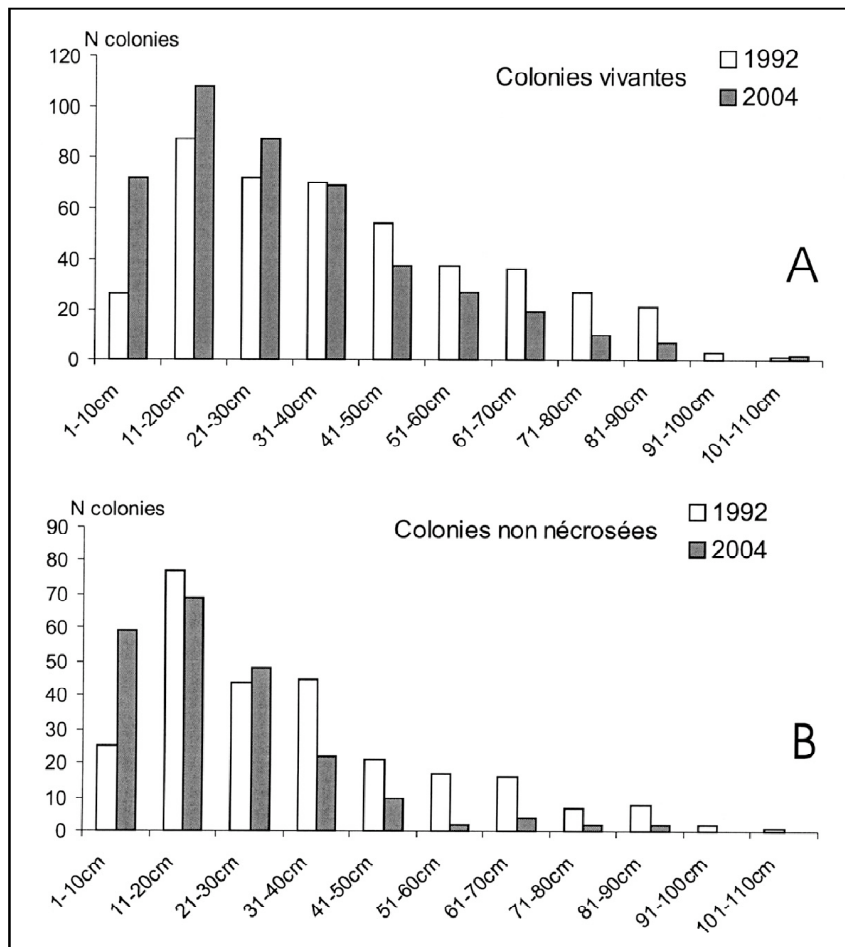 N colonies
120
100
80
60
40
20
0
Colonies vivantes
1992
2004
A
1-10cm
11-20cm
21-30cm
31-40cm
41-50cm
51-60cm
61-70cm
71-80cm
81-90cm
91-100cm
101-110cm
N colonies
90
80
70
60
50
40
30
20
10
0
Colonies non nécrosées
1992
2004
B
1-10cm
11-20cm
21-30cm
31-40cm
41-50cm
51-60cm
61-70cm
71-80cm
81-90cm
91-100cm
101-110cm